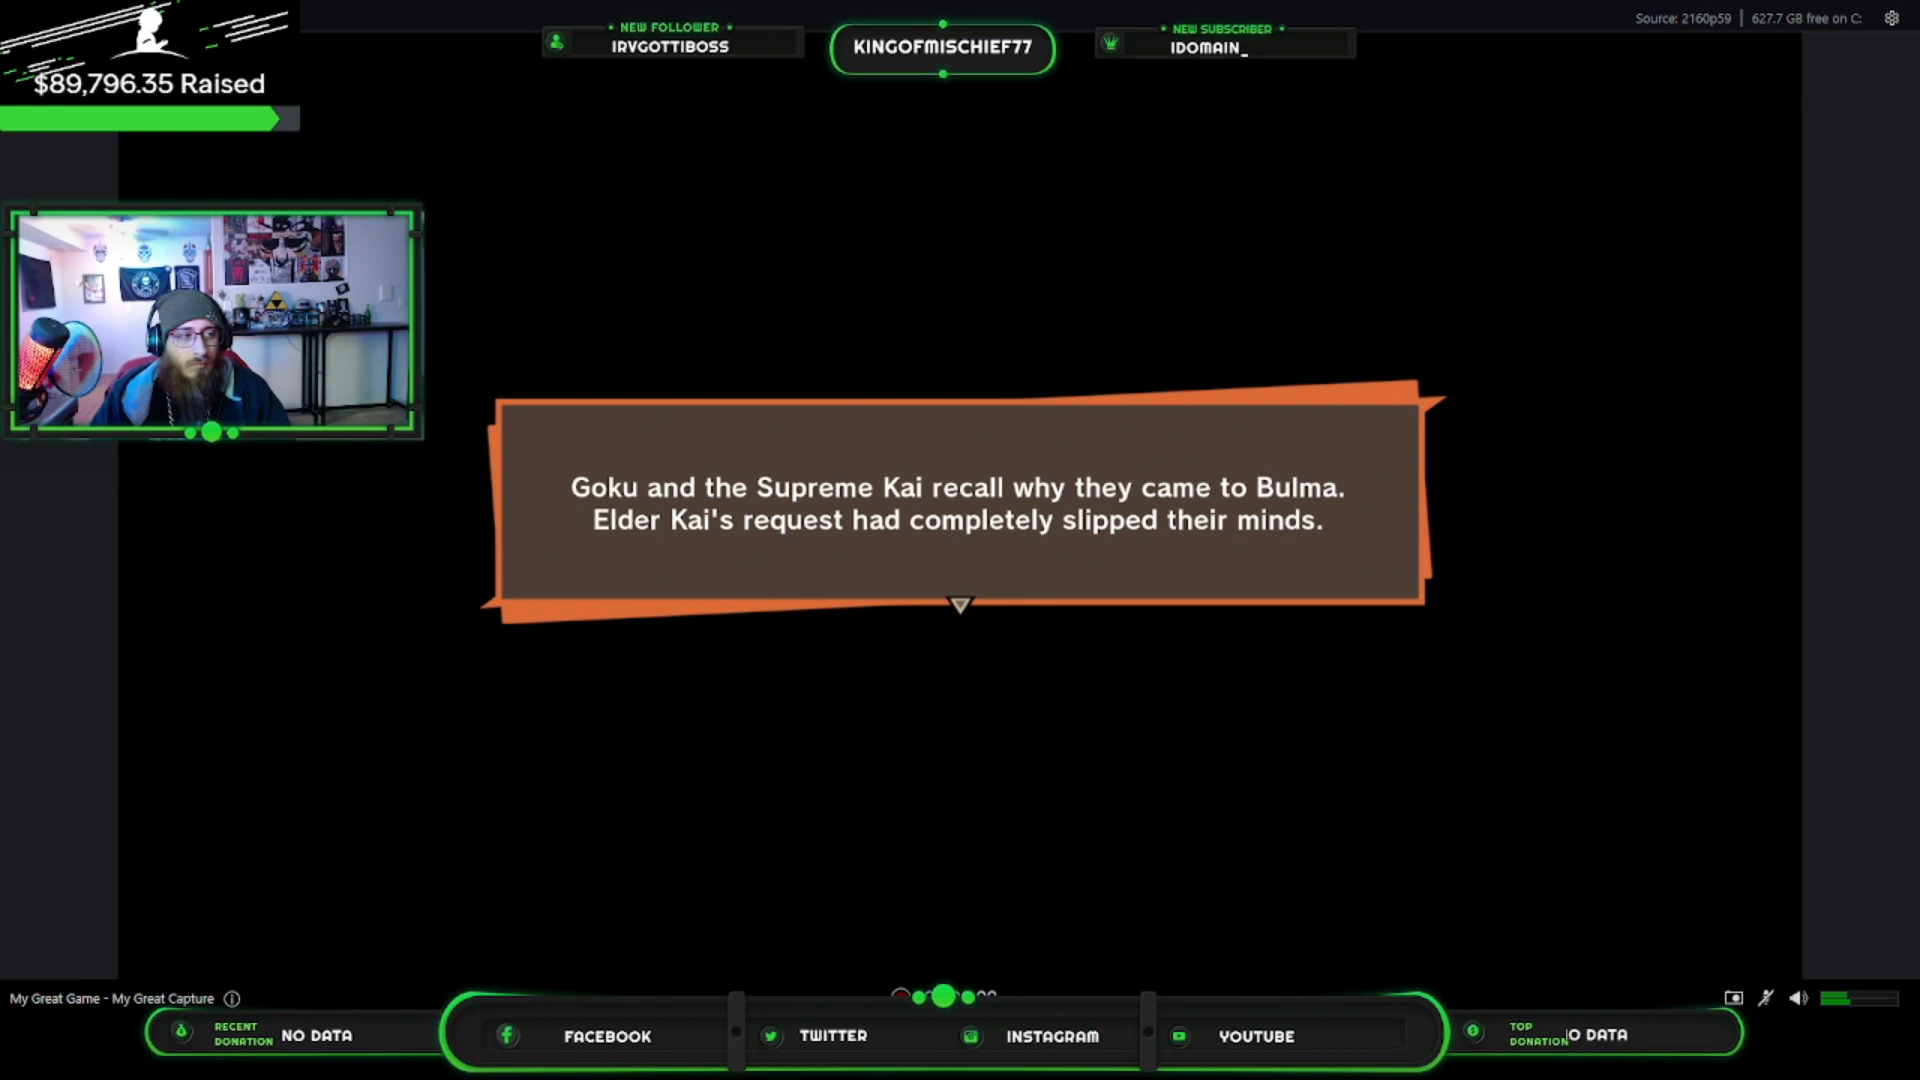 Source: 2160p59 | 627.7 GB free on C:
NEW FOLLOWER
IRVGOTTIBOSS
KINGOFMISCHIEF77
NEW SUBSCRIBER
IDOMAIN_
$89,796.35 Raised
Goku and the Supreme Kai recall why they came to Bulma.
Elder Kai's request had completely slipped their minds.
My Great Game - My Great Capture
RECENT
DONATION
NO DATA
FACEBOOK
TWITTER
INSTAGRAM
YOUTUBE
TOP
DONATION
O DATA